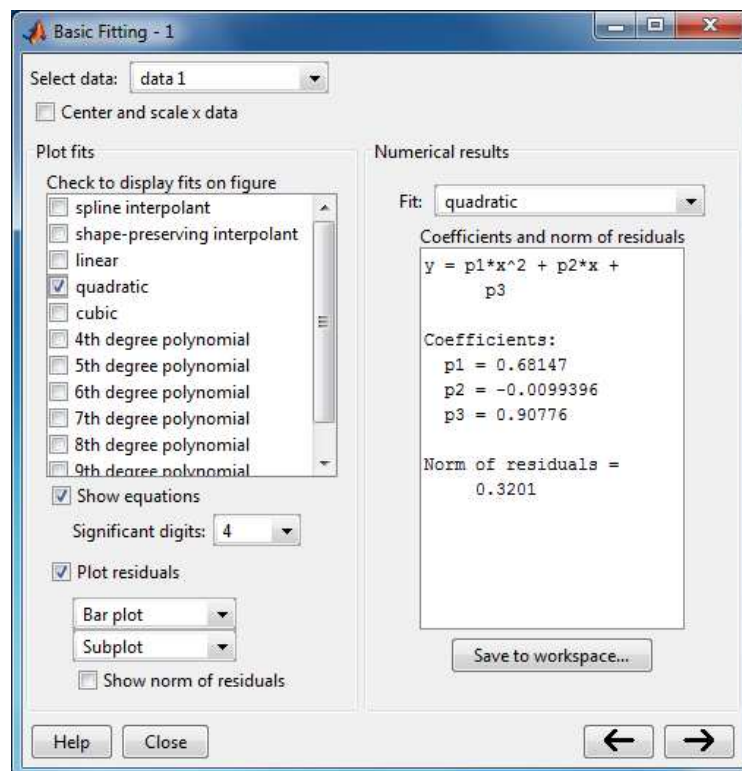 Basic Fitting - 1
Select data: data 1
Center and scale x data
Plot fits
Check to display fits on figure
spline interpolant
shape-preserving interpolant
linear
quadratic
cubic
4th degree polynomial
5th degree polynomial
6th degree polynomial
7th degree polynomial
8th degree polynomial
9th degree polynomial
Show equations
Significant digits: 4
Plot residuals
Bar plot
Subplot
Show norm of residuals
Numerical results
Fit: quadratic
Coefficients and norm of residuals
y = p1*x^2 + p2*x +
p3
Coefficients:
p1 = 0.68147
p2 = -0.0099396
p3 = 0.90776
Norm of residuals =
0.3201
Save to workspace...
Help Close